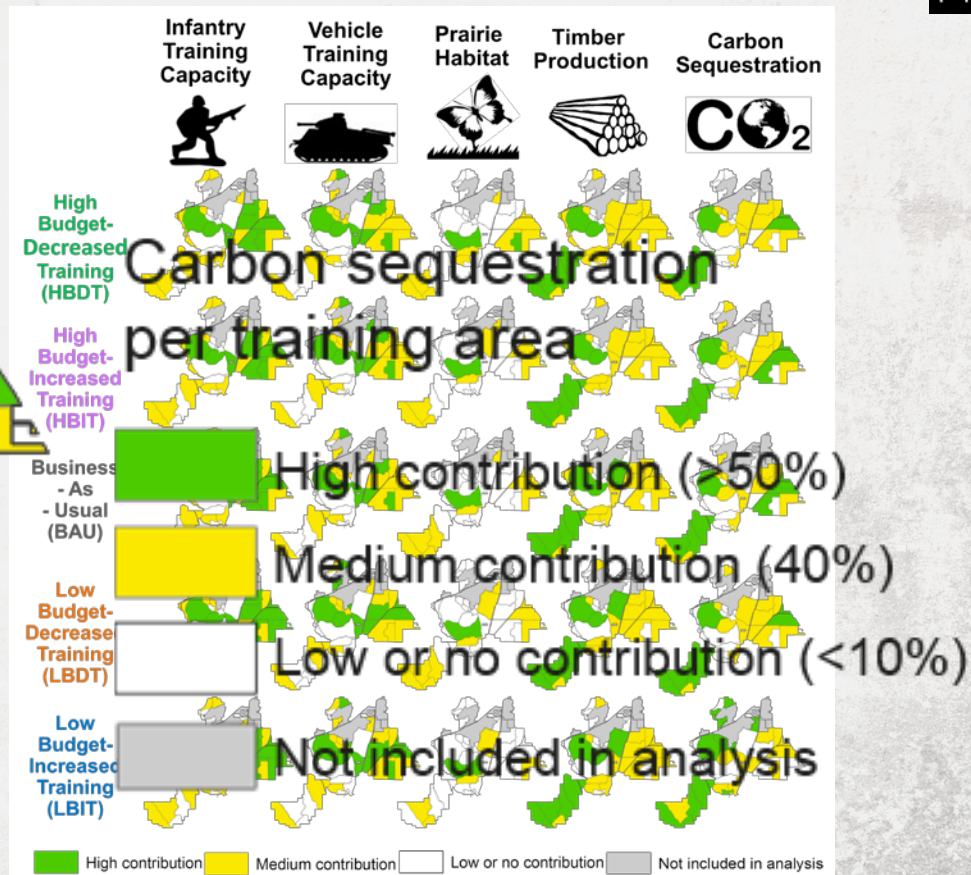 Infantry
Training
Capacity
Vehicle
Training
Capacity
Prairie
Habitat
Timber
Production
Carbon
Sequestration
CO2
High
Budget-
Decreased
Training
(HBDT)
Carbon sequestration
per training area
High
Budget-
Increased
Training
(HBIT)
High contribution (>50%)
Business
- As
- Usual
(BAU)
Medium contribution (40%)
Low
Budget-
Decrease
Training
(LBDT)
Low or no contribution (<10%)
Low
Budget-
Increased
Training
(LBIT)
Not included in analysis
High contribution
Medium contribution
Low or no contribution
Not included in analysis